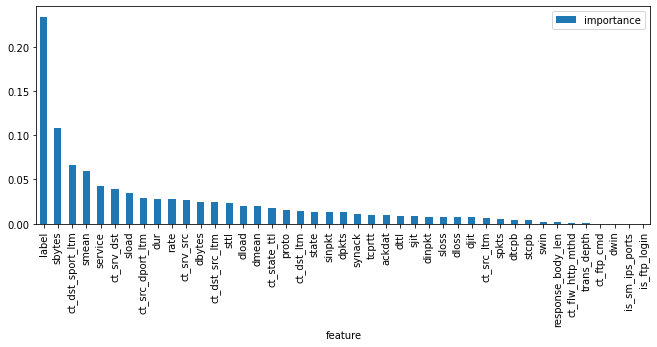 importance
0.20
0.15
0.10
0.05
0.00
label
sbytes
ct_dst_sport_ltm
smean
service
ct_srv_dst
sload
ct_src_dport_ltm
dur
rate
ct_srv_src
dbytes
ct_dst_src_ltm
sttl
dload
dmean
ct_state_ttl
proto
ct_dst_ltm
state
sinpkt
dpkts
synack
tcprtt
ackdat
dttl
sjit
dinpkt
sloss
dloss
djit
ct_src_ltm
spkts
dtcpb
stcpb
swin
response_body_len
ct_flw_http_mthd
trans_depth
ct_ftp_cmd
dwin
is_sm_ips_ports
is_ftp_login
feature